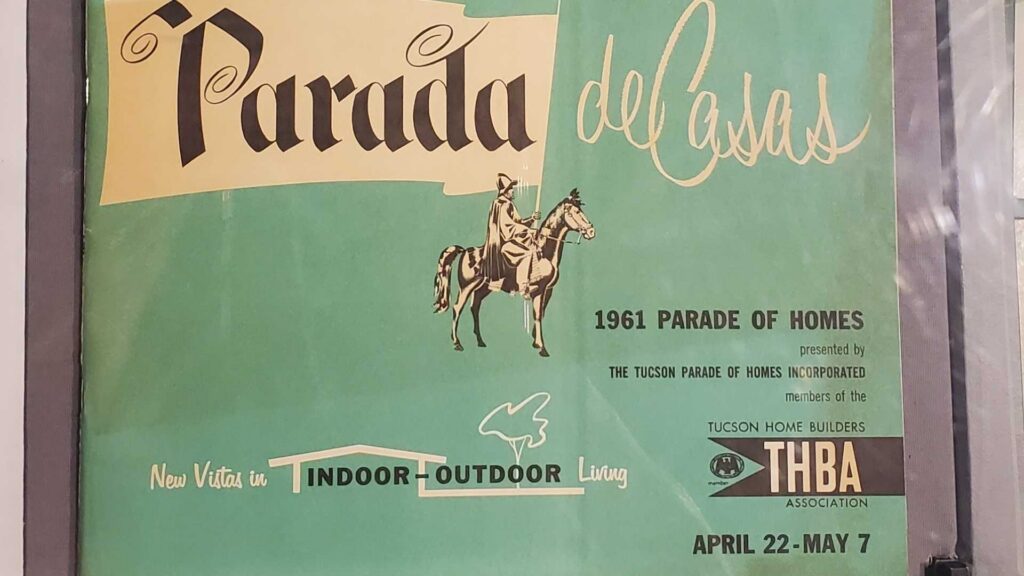 Parada de Casas
1961 PARADE OF HOMES
presented by
THE TUCSON PARADE OF HOMES INCORPORATED
members of the
TUCSON HOME BUILDERS
THBA
member
ASSOCIATION
New Vistas in INDOOR-OUTDOOR Living
APRIL 22-MAY 7